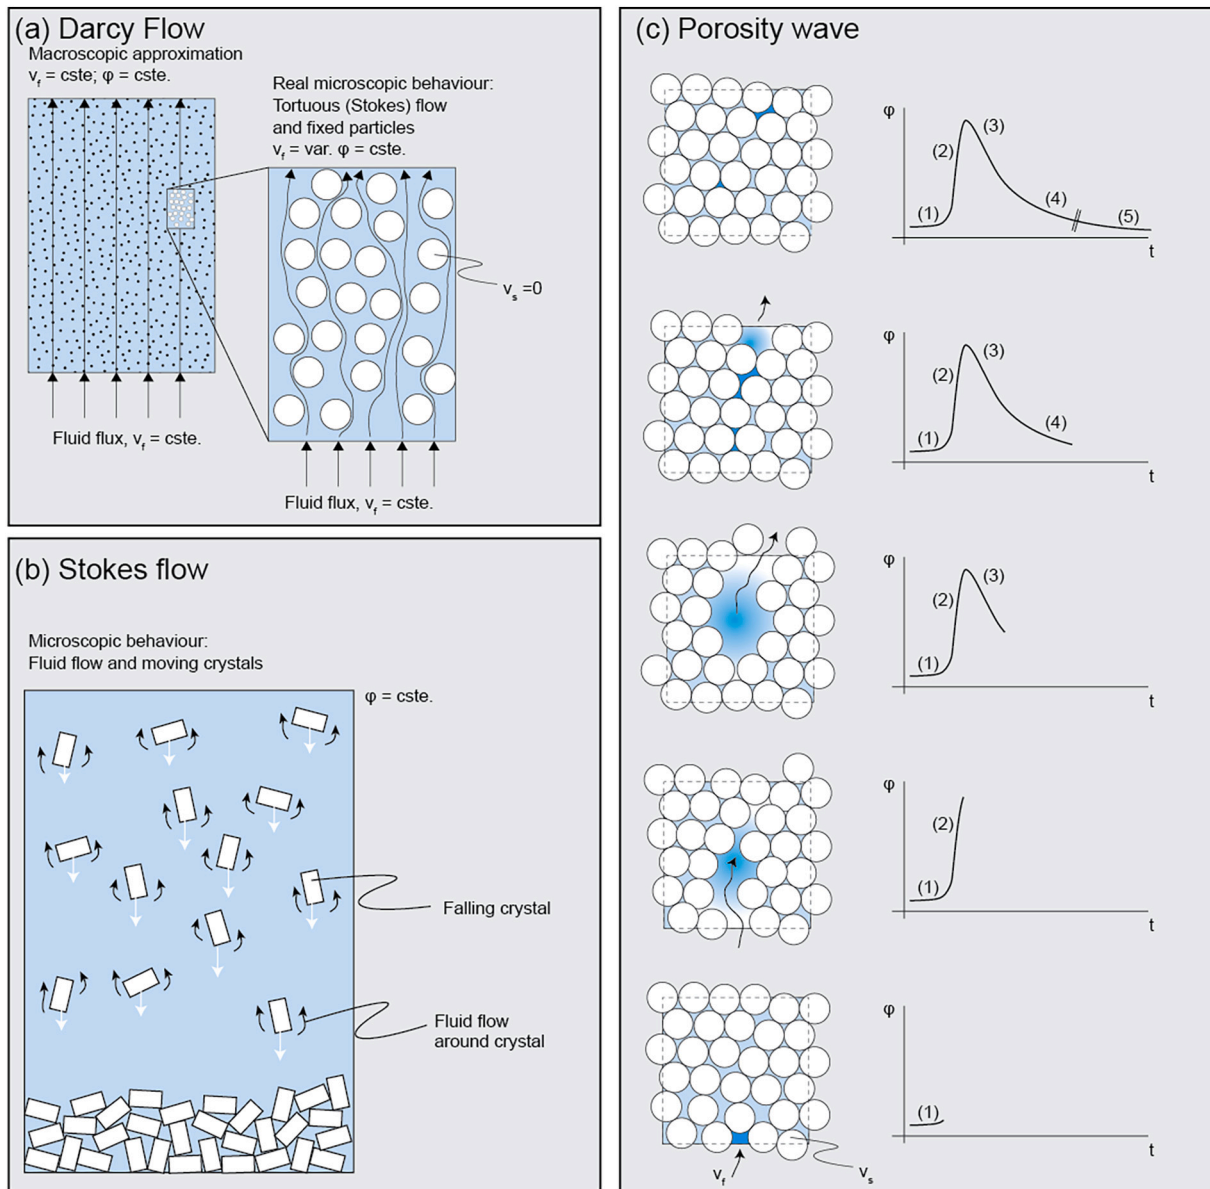 (a) Darcy Flow
Macroscopic approximation
v_f = cste; φ = cste.
Real microscopic behaviour:
Tortuous (Stokes) flow
and fixed particles
v_f = var. φ = cste.
v_s =0
Fluid flux, v_f = cste.
Fluid flux, v_f = cste.
(b) Stokes flow
Microscopic behaviour:
Fluid flow and moving crystals
φ = cste.
Falling crystal
Fluid flow
around crystal
(c) Porosity wave
φ
(1)
(2)
(3)
(4)
(5)
t
φ
(1)
(2)
(3)
(4)
t
φ
(1)
(2)
(3)
t
φ
(1)
(2)
t
φ
(1)
t
v_f
v_s